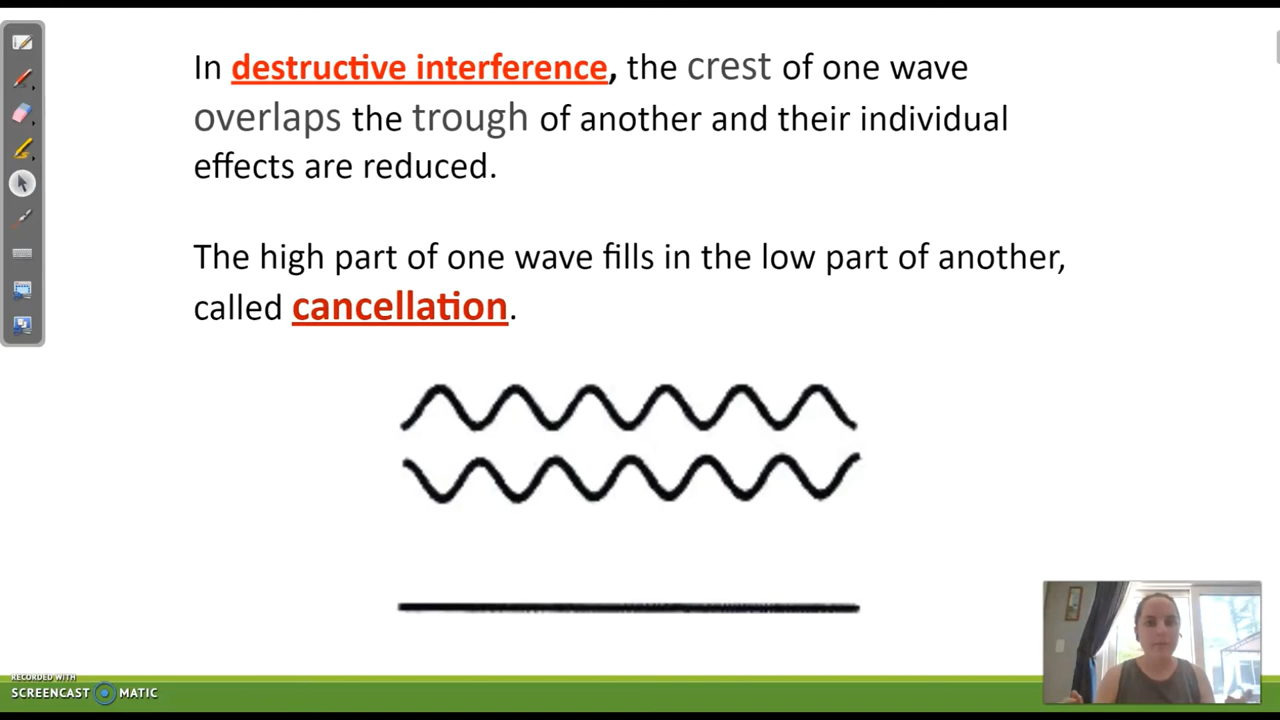 In destructive interference, the crest of one wave
overlaps the trough of another and their individual
effects are reduced.
The high part of one wave fills in the low part of another,
called cancellation.
RECORDED WITH
SCREENCAST MATIC